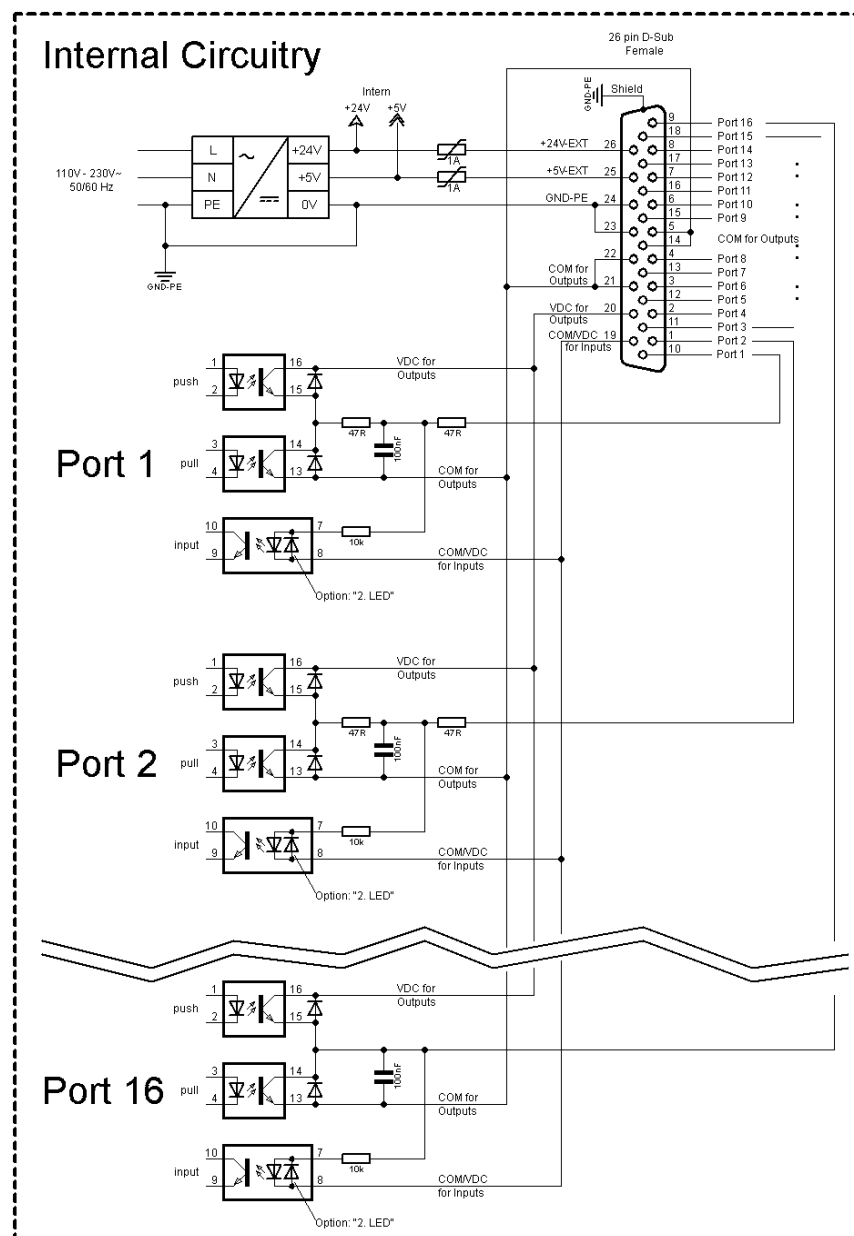 Internal Circuitry
26 pin D-Sub
Female
Intern
+24V
+5V
GND-PE
Shield
110V - 230V~
50/60 Hz
L
N
PE
~
+24V
+5V
0V
1A
1A
GND-PE
+24V-EXT 26
+5V-EXT 25
GND-PE 24
23
22
COM for
Outputs
21
VDC for
Outputs
20
COM/VDC
for Inputs
19
9 Port 16
18 Port 15
8 Port 14
17 Port 13
7 Port 12
16 Port 11
6 Port 10
15 Port 9
5
14 COM for Outputs
4 Port 8
13 Port 7
3 Port 6
12 Port 5
2 Port 4
11 Port 3
1 Port 2
10 Port 1
Port 1
push
1
2
16
15
VDC for
Outputs
47R
100nF
47R
pull
3
4
14
13
COM for
Outputs
input
10
9
7
8
10k
COM/VDC
for Inputs
Option: "2. LED"
Port 2
push
1
2
16
15
VDC for
Outputs
47R
100nF
47R
pull
3
4
14
13
COM for
Outputs
input
10
9
7
8
10k
COM/VDC
for Inputs
Option: "2. LED"
Port 16
push
1
2
16
15
VDC for
Outputs
100nF
pull
3
4
14
13
COM for
Outputs
input
10
9
7
8
10k
COM/VDC
for Inputs
Option: "2. LED"